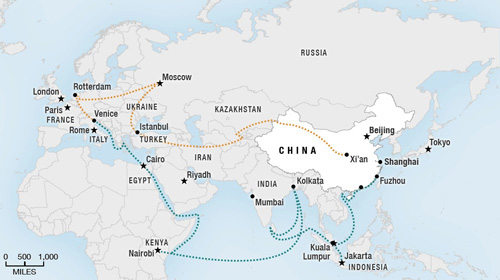 RUSSIA
Moscow
Rotterdam
London
Paris
FRANCE
UKRAINE
KAZAKHSTAN
Venice
Rome
ITALY
Istanbul
TURKEY
Beijing
Tokyo
CHINA
Xi'an
Shanghai
IRAN
Cairo
EGYPT
Riyadh
INDIA
Kolkata
Fuzhou
Mumbai
KENYA
Nairobi
Kuala
Lumpur
Jakarta
INDONESIA
0 500 1,000
MILES